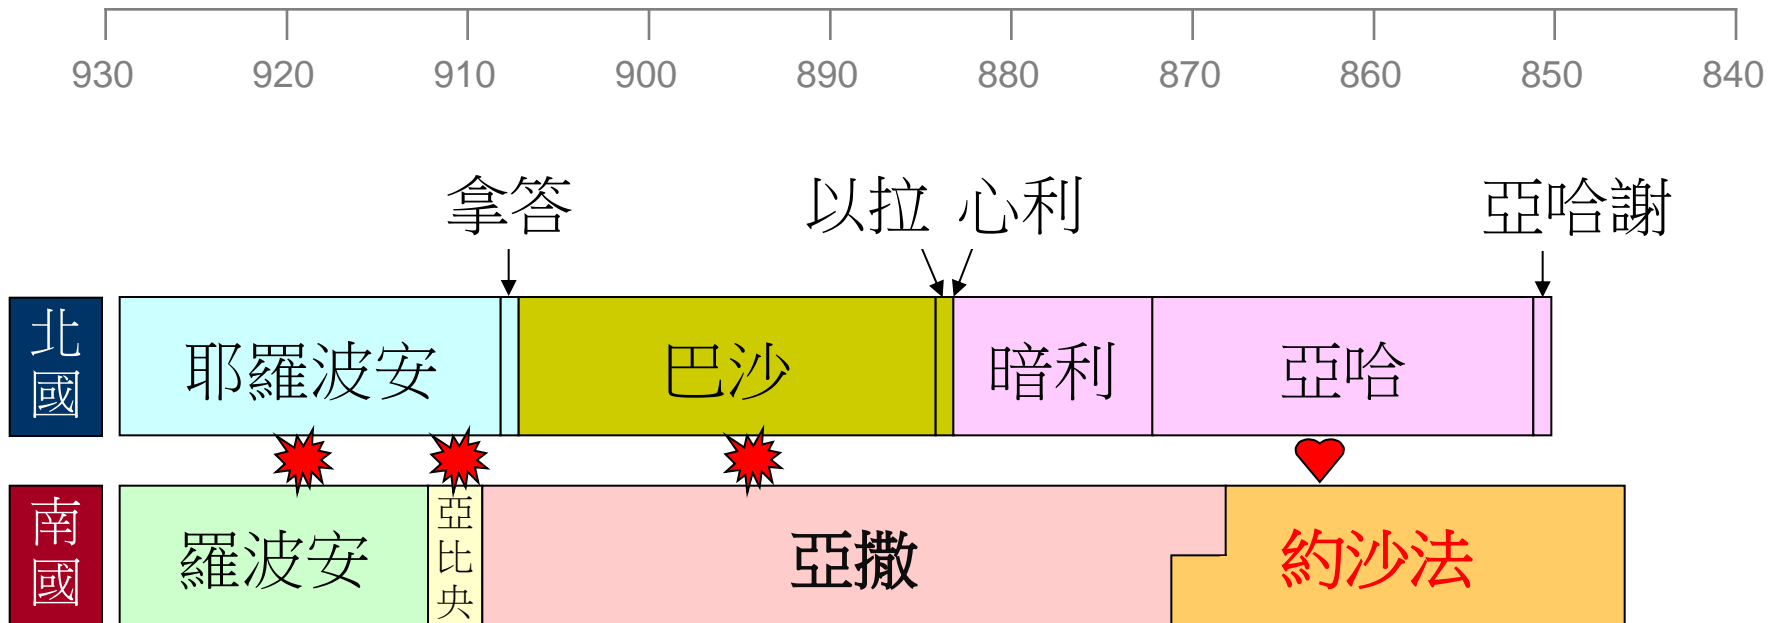 930 920 910 900 890 880 870 860 850 840
拿答 以拉 心利 亞哈謝
北國 耶羅波安 巴沙 暗利 亞哈
南國 羅波安 亞比央 亞撒 約沙法